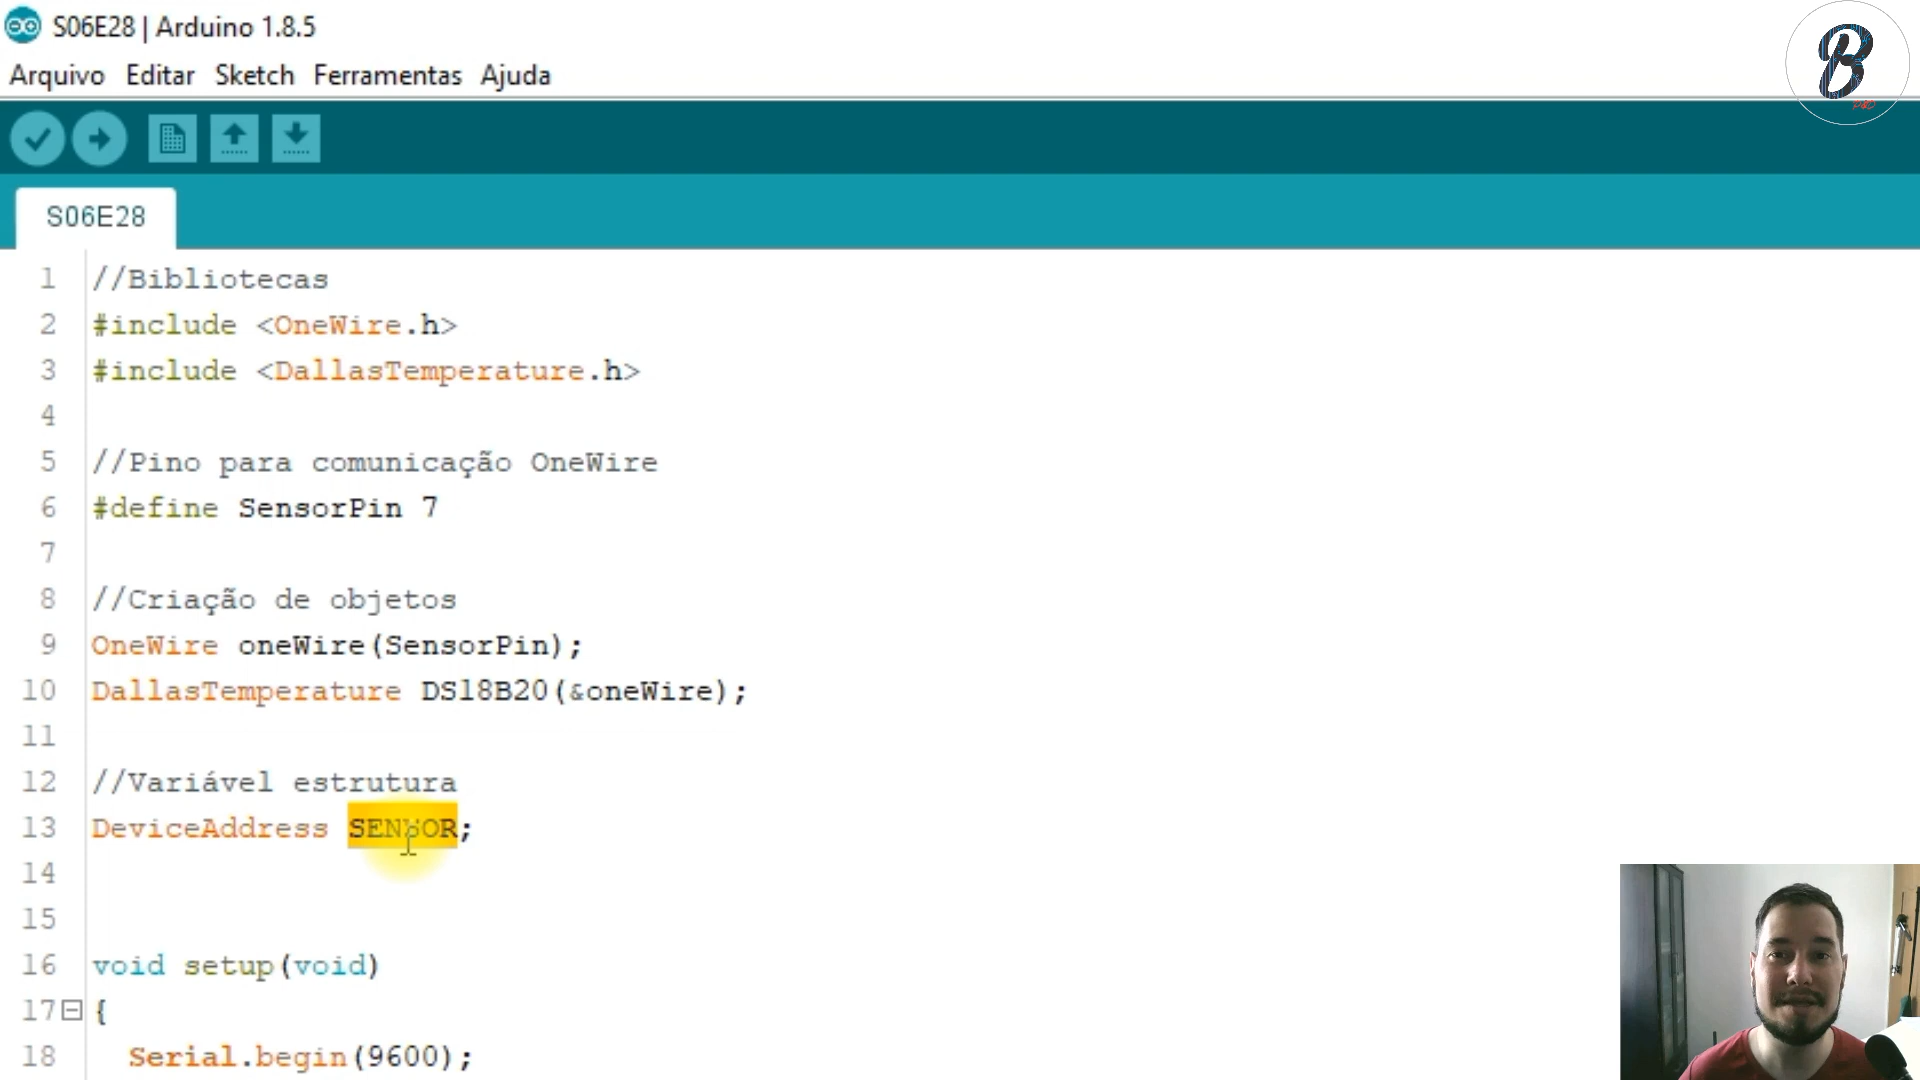 S06E28 | Arduino 1.8.5
Arquivo Editar Sketch Ferramentas Ajuda
S06E28
1 //Bibliotecas
2 #include <OneWire.h>
3 #include <DallasTemperature.h>
4
5 //Pino para comunicação OneWire
6 #define SensorPin 7
7
8 //Criação de objetos
9 OneWire oneWire(SensorPin);
10 DallasTemperature DS18B20(&oneWire);
11
12 //Variável estrutura
13 DeviceAddress SENSOR;
14
15
16 void setup(void)
17 {
18 Serial.begin(9600);
B